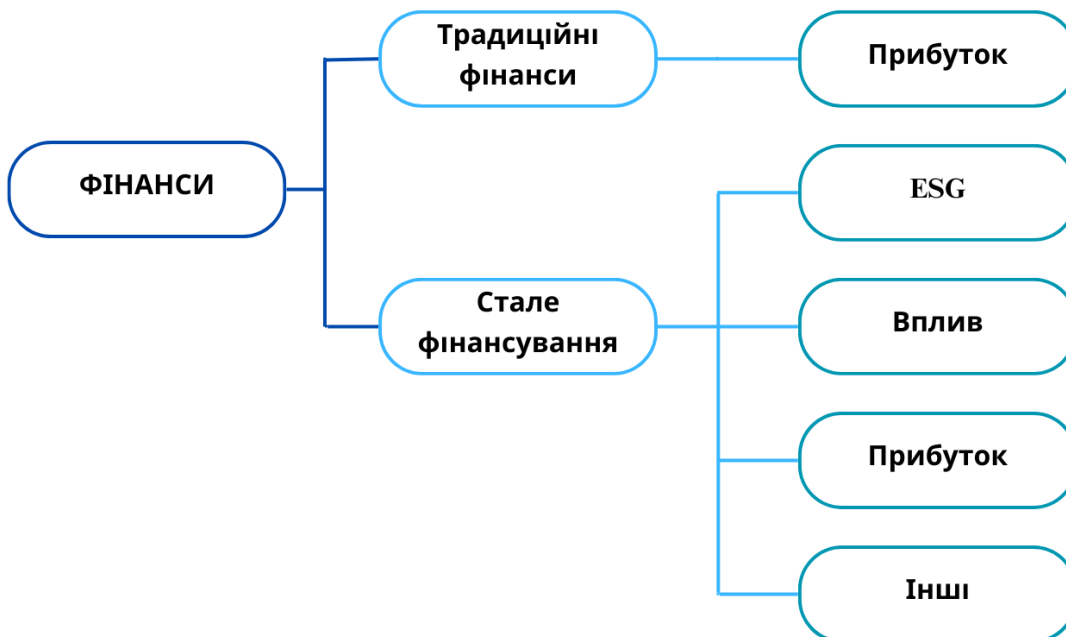 ФІНАНСИ
Традиційні
фінанси
Прибуток
Стале
фінансування
ESG
Вплив
Прибуток
Інші